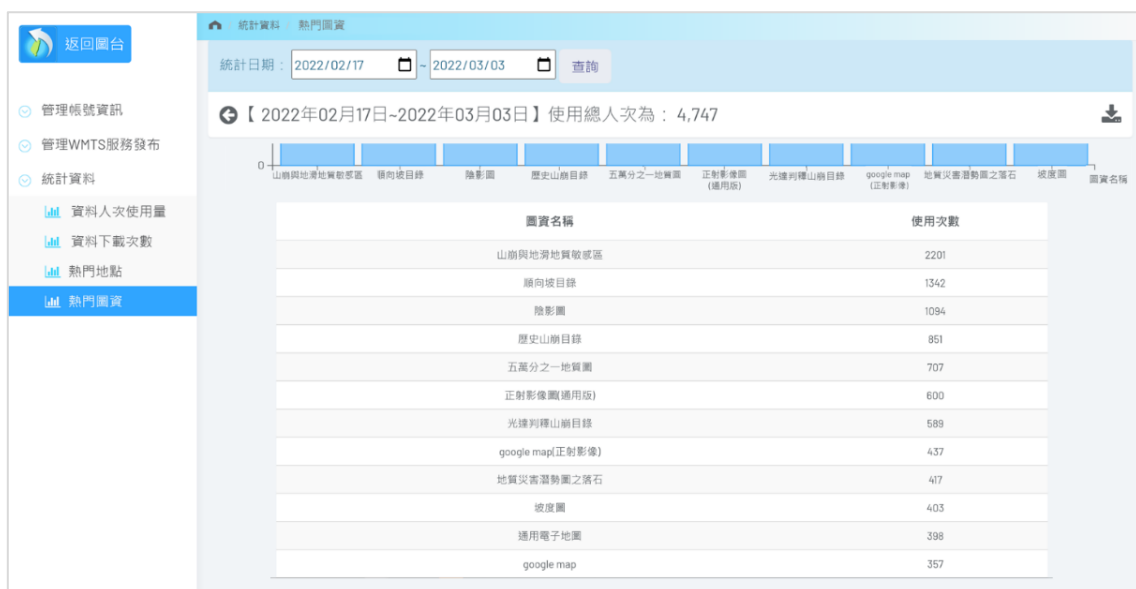 返回圖台
統計資料 / 熱門圖資
統計日期： 2022/02/17 ~ 2022/03/03 查詢
管理帳號資訊
管理WMTS服務發布
統計資料
資料人次使用量
資料下載次數
熱門地點
熱門圖資
【 2022年02月17日~2022年03月03日】使用總人次為： 4,747
0
山崩與地滑地質敏感區 順向坡目錄 陰影圖 歷史山崩目錄 五萬分之一地質圖 正射影像圖(通用版) 光達判釋山崩目錄 google map(正射影像) 地質災害潛勢圖之落石 坡度圖 圖資名稱
圖資名稱 使用次數
山崩與地滑地質敏感區 2201
順向坡目錄 1342
陰影圖 1094
歷史山崩目錄 851
五萬分之一地質圖 707
正射影像圖(通用版) 600
光達判釋山崩目錄 589
google map(正射影像) 437
地質災害潛勢圖之落石 417
坡度圖 403
通用電子地圖 398
google map 357